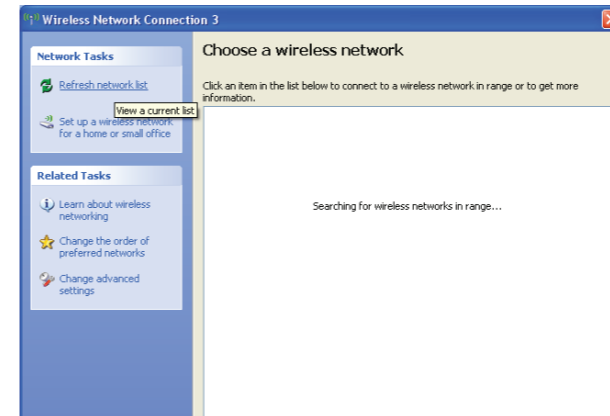 Wireless Network Connection 3
Network Tasks
Refresh network list
View a current list
Set up a wireless network
for a home or small office
Related Tasks
Learn about wireless
networking
Change the order of
preferred networks
Change advanced
settings
Choose a wireless network
Click an item in the list below to connect to a wireless network in range or to get more
information.
Searching for wireless networks in range...